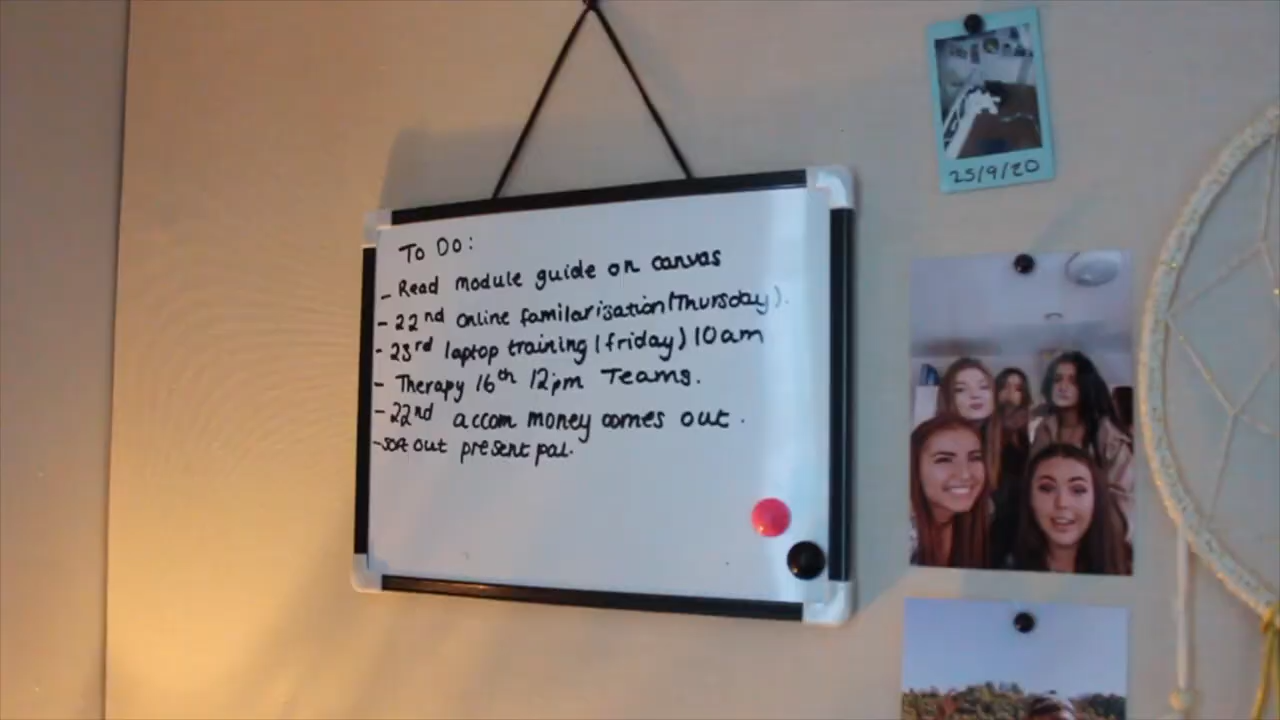 To Do:
- Read module guide on canvas
- 22nd online familarisation (Thursday).
- 23rd laptop training (friday) 10am
- Therapy 16th 12pm Teams.
- 22nd accom money comes out.
- sort out present pal.
25/9/20